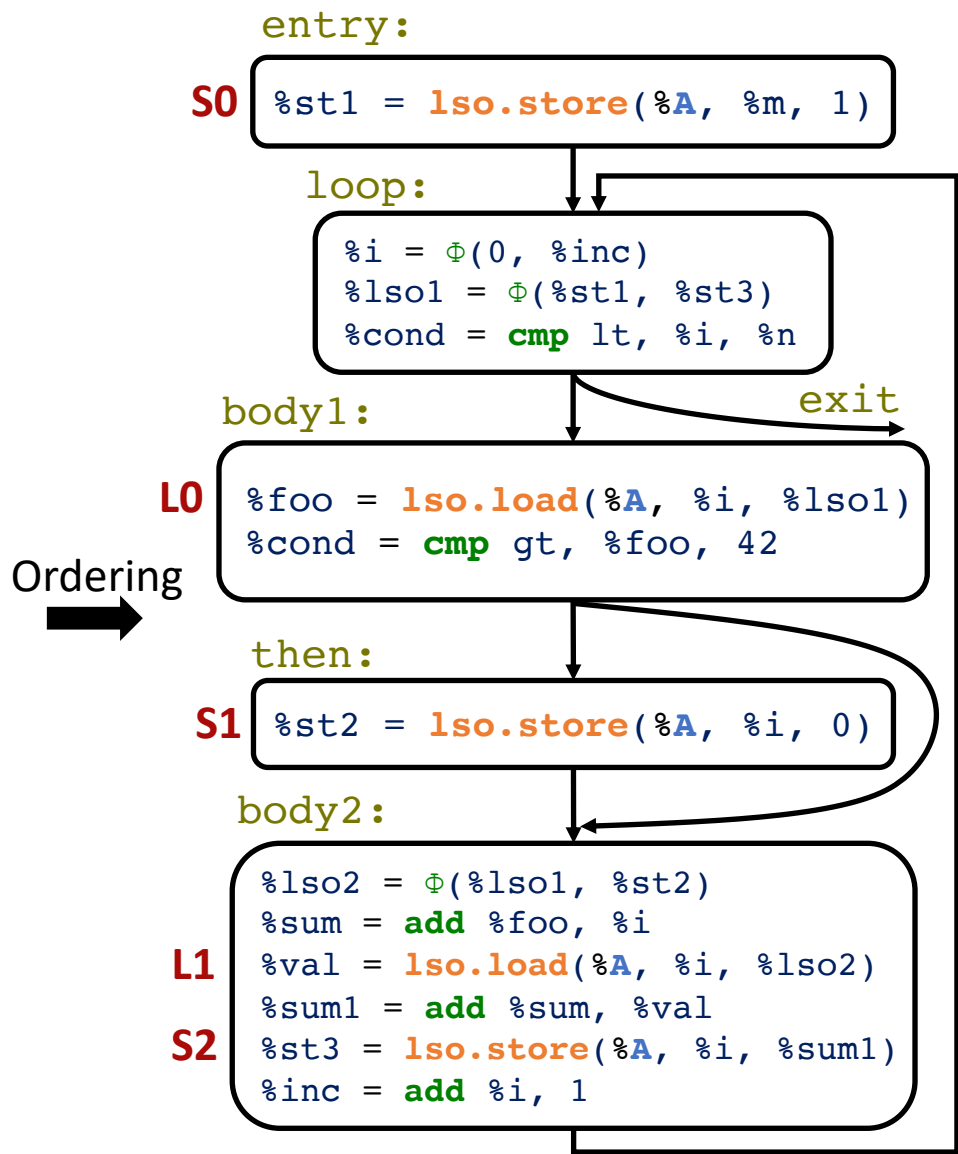 entry:
S0 %st1 = lso.store(%A, %m, 1)
loop:
%i = Φ(0, %inc)
%lso1 = Φ(%st1, %st3)
%cond = cmp lt, %i, %n
exit
body1:
L0 %foo = lso.load(%A, %i, %lso1)
%cond = cmp gt, %foo, 42
Ordering
then:
S1 %st2 = lso.store(%A, %i, 0)
body2:
%lso2 = Φ(%lso1, %st2)
%sum = add %foo, %i
L1 %val = lso.load(%A, %i, %lso2)
%sum1 = add %sum, %val
S2 %st3 = lso.store(%A, %i, %sum1)
%inc = add %i, 1